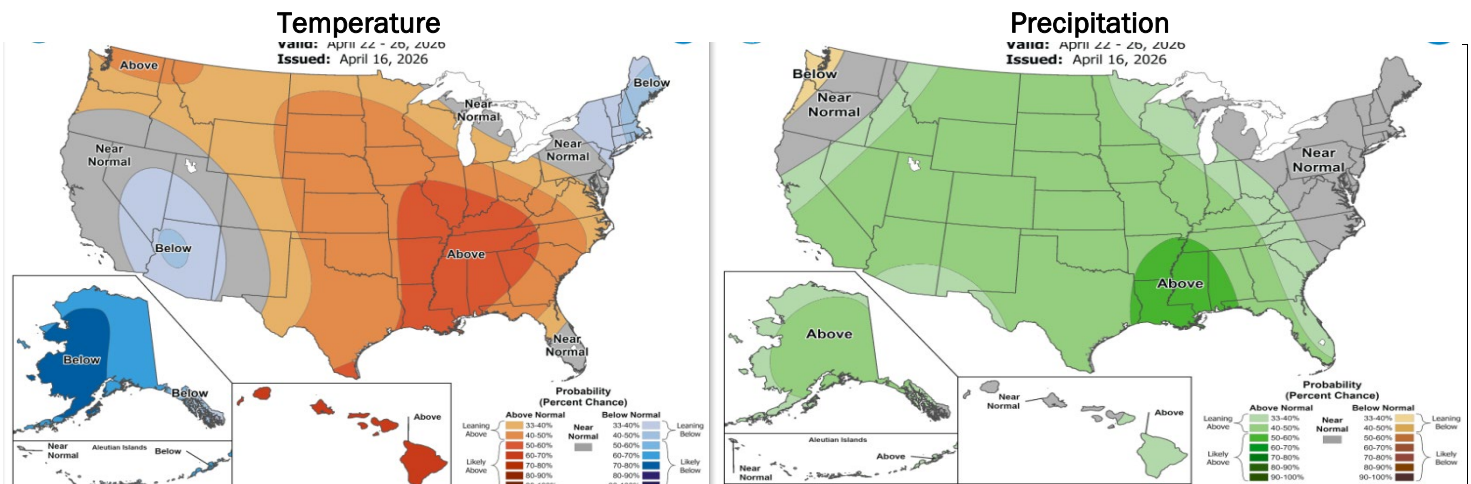 Temperature
Valid: April 22 - 26, 2026
Issued: April 16, 2026
Above
Below
Near
Normal
Near
Normal
Near
Normal
Below
Above
Near
Normal
Below
Below
Near
Normal
Aleutian Islands
Below
Above
Probability
(Percent Chance)
Above Normal
Below Normal
Leaning
Above
33-40%
40-50%
50-60%
Likely
Above
60-70%
70-80%
80-90%
Near
Normal
33-40%
40-50%
50-60%
Leaning
Below
60-70%
70-80%
80-90%
Likely
Below
Precipitation
Valid: April 22 - 26, 2026
Issued: April 16, 2026
Below
Near
Normal
Near
Normal
Above
Above
Near
Normal
Aleutian Islands
Above
Near
Normal
Above
Probability
(Percent Chance)
Above Normal
Below Normal
Leaning
Above
33-40%
40-50%
50-60%
Likely
Above
60-70%
70-80%
80-90%
90-100%
Near
Normal
33-40%
40-50%
50-60%
Leaning
Below
60-70%
70-80%
80-90%
90-100%
Likely
Below